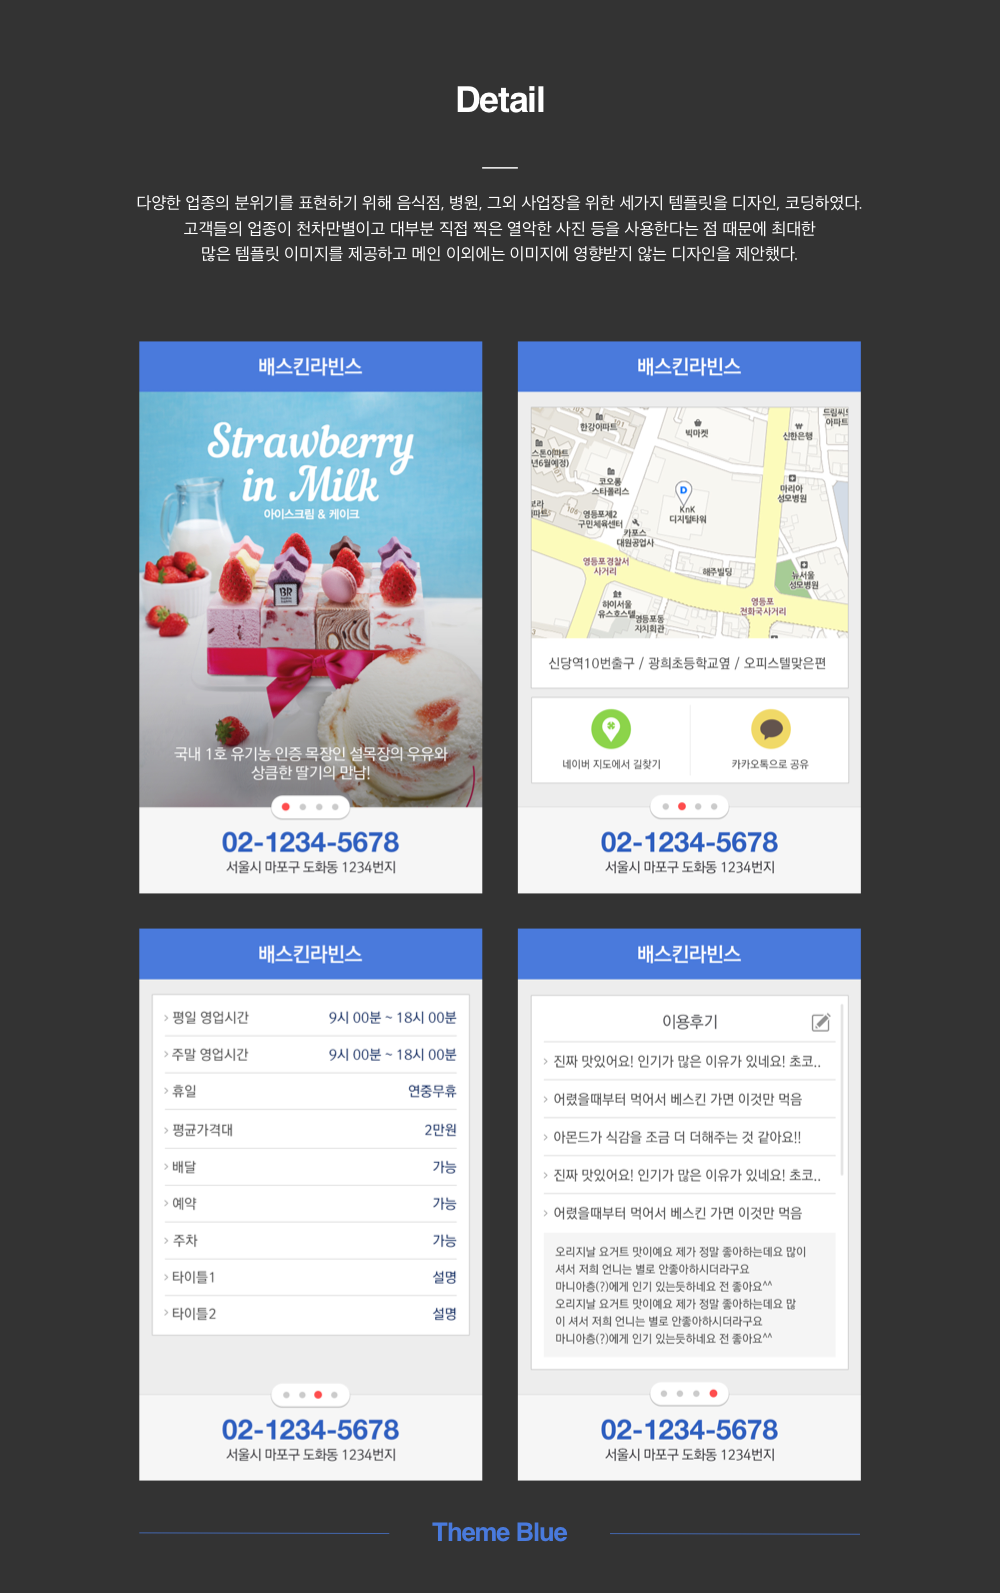 Detail
다양한 업종의 분위기를 표현하기 위해 음식점, 병원, 그외 사업장을 위한 세가지 템플릿을 디자인, 코딩하였다.
고객들의 업종이 천차만별이고 대부분 직접 찍은 열악한 사진 등을 사용한다는 점 때문에 최대한
많은 템플릿 이미지를 제공하고 메인 이외에는 이미지에 영향받지 않는 디자인을 제안했다.
배스킨라빈스
Strawberry
in Milk
아이스크림 & 케이크
BR
국내 1호 유기농 인증 목장인 설목장의 우유와
상큼한 딸기의 만남!
02-1234-5678
서울시 마포구 도화동 1234번지
배스킨라빈스
드림씨티
아파트
한강아파트
빅마켓
신한은행
스톤아파트
년6월예정)
코오롱
스타폴리스
마리아
성모병원
D
KnK
디지털타워
보라
파트
108
영등포제2
구민체육센터
카포스
대원공업사
영등포경찰서
사거리
해주빌딩
뉴서울
성모병원
하이서울
유스호스텔
영등포동
자치회관
영등포
전화국사거리
신당역10번출구 / 광희초등학교옆 / 오피스텔맞은편
네이버 지도에서 길찾기
카카오톡으로 공유
02-1234-5678
서울시 마포구 도화동 1234번지
배스킨라빈스
평일 영업시간 9시 00분 ~ 18시 00분
주말 영업시간 9시 00분 ~ 18시 00분
휴일 연중무휴
평균가격대 2만원
배달 가능
예약 가능
주차 가능
타이틀1 설명
타이틀2 설명
02-1234-5678
서울시 마포구 도화동 1234번지
배스킨라빈스
이용후기
진짜 맛있어요! 인기가 많은 이유가 있네요! 초코..
어렸을때부터 먹어서 베스킨 가면 이것만 먹음
아몬드가 식감을 조금 더 더해주는 것 같아요!!
진짜 맛있어요! 인기가 많은 이유가 있네요! 초코..
어렸을때부터 먹어서 베스킨 가면 이것만 먹음
오리지날 요거트 맛이예요 제가 정말 좋아하는데요 많이
셔서 저희 언니는 별로 안좋아하시더라구요
마니아층(?)에게 인기 있는듯하네요 전 좋아요^^
오리지날 요거트 맛이예요 제가 정말 좋아하는데요 많
이 셔서 저희 언니는 별로 안좋아하시더라구요
마니아층(?)에게 인기 있는듯하네요 전 좋아요^^
02-1234-5678
서울시 마포구 도화동 1234번지
Theme Blue